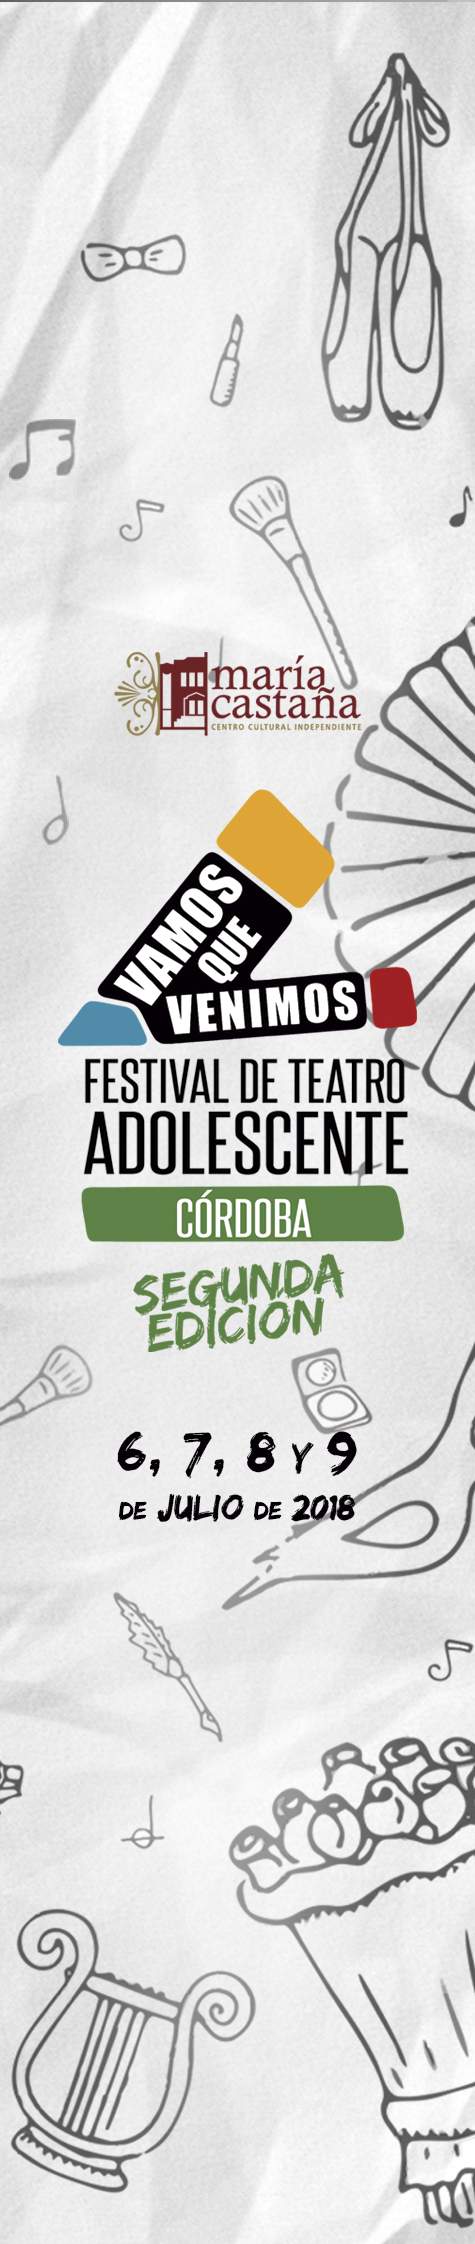 maría
castaña
CENTRO CULTURAL INDEPENDIENTE
VAMOS
QUE
VENIMOS
FESTIVAL DE TEATRO
ADOLESCENTE
CÓRDOBA
SEGUNDA
EDICIÓN
6, 7, 8 Y 9
DE JULIO DE 2018